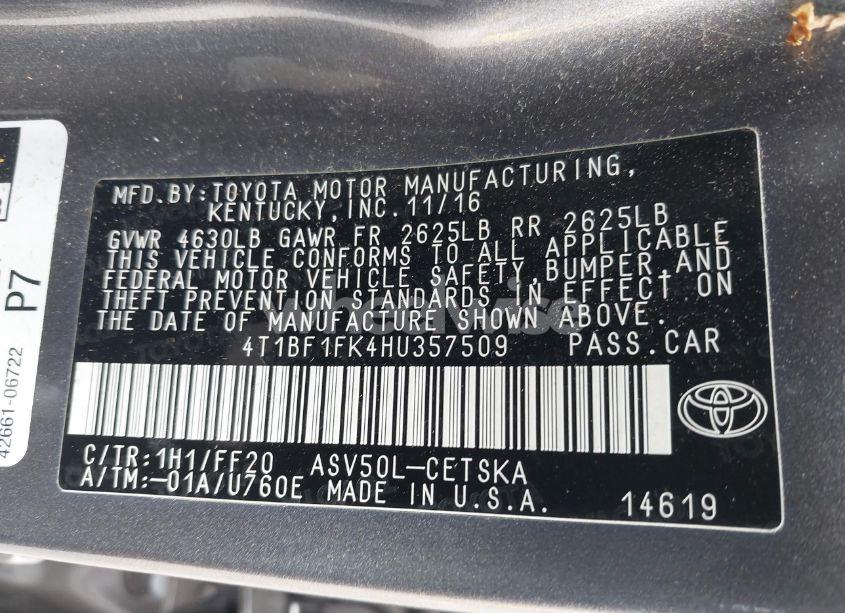 MFD.BY:TOYOTA MOTOR MANUFACTURING,
KENTUCKY,INC.11/16
GVWR 4630LB GAWR FR 2625LB RR 2625LB
THIS VEHICLE CONFORMS TO ALL APPLICABLE
FEDERAL MOTOR VEHICLE SAFETY,BUMPER,AND
THEFT PREVENTION STANDARDS IN EFFECT ON
THE DATE OF MANUFACTURE SHOWN ABOVE.
4T1BF1FK4HU357509 PASS.CAR
C/TR:1H1/FF20 ASV50L-CETSKA
A/TM:-01A/U760E MADE IN U.S.A. 14619
P7
42661-06722